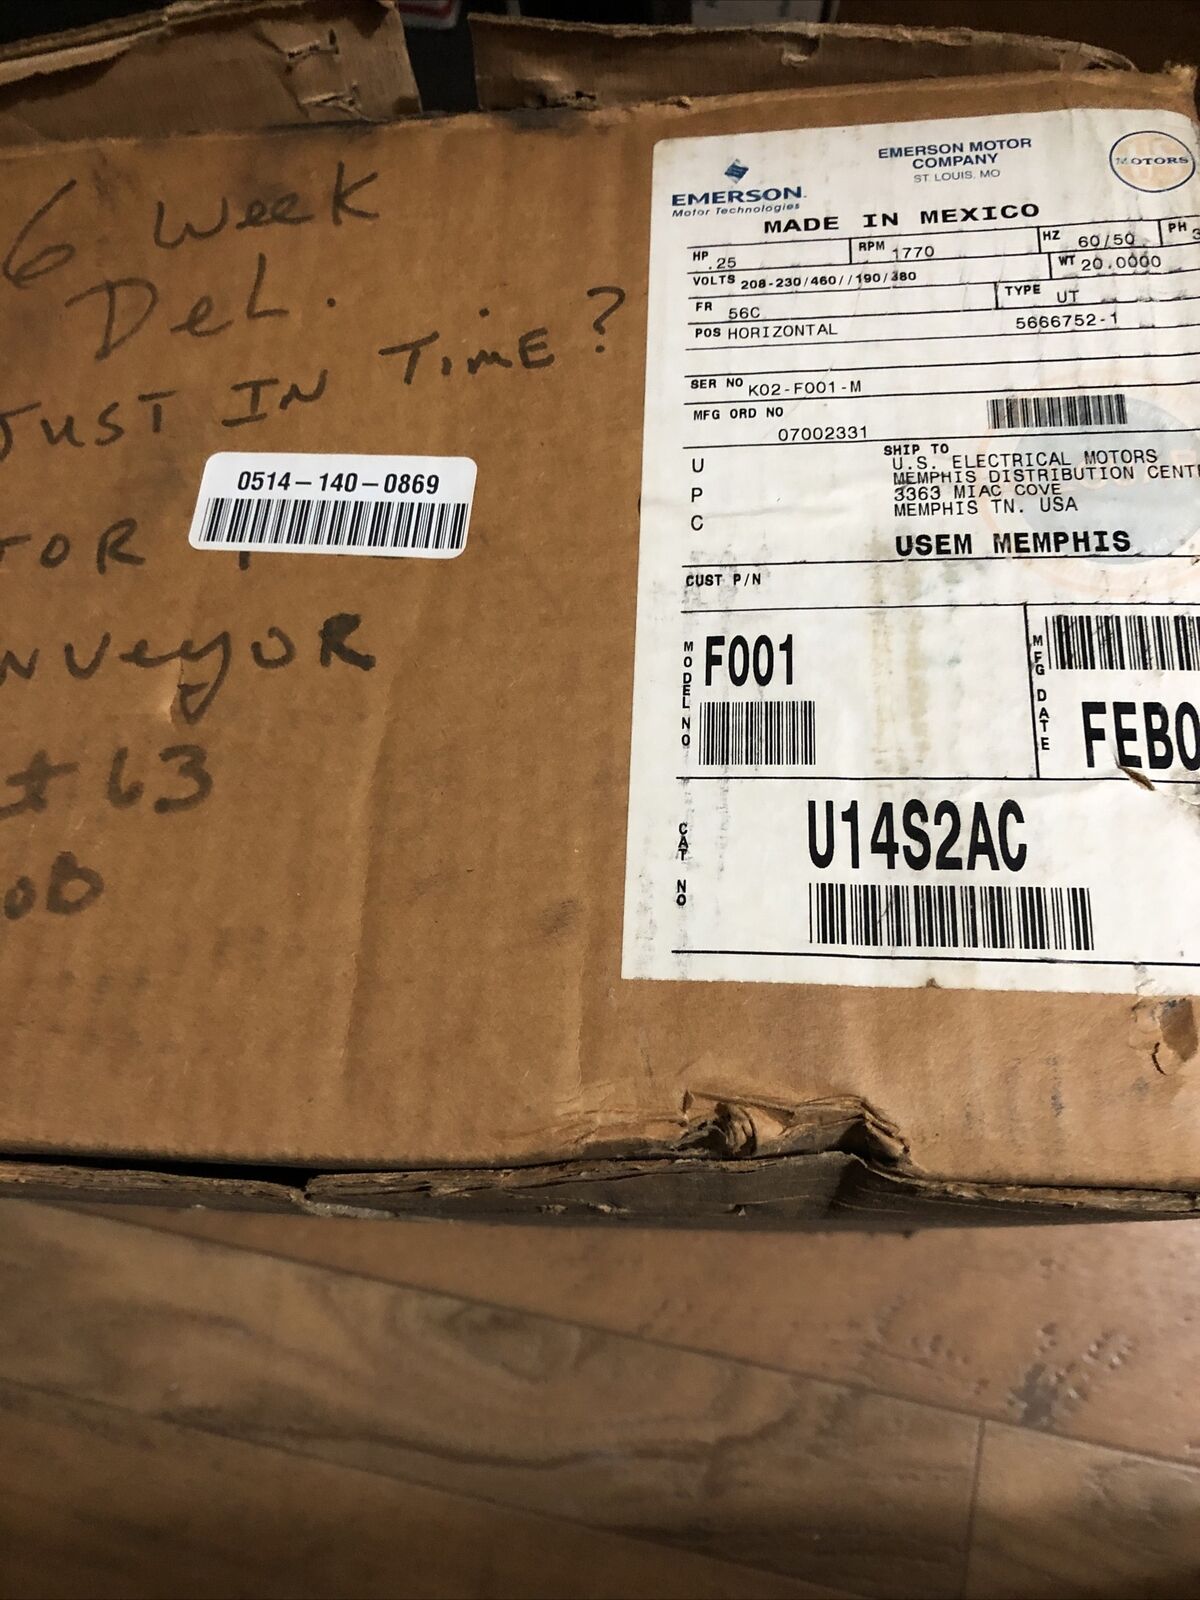 6 Week
DeL.
JUST IN TIME?
0514-140-0869
# 63
EMERSON
Motor Technologies
EMERSON MOTOR
COMPANY
ST. LOUIS, MO
MOTORS
MADE IN MEXICO
HP .25 RPM 1770 HZ 60/50 PH 3
VOLTS 208-230/460//190/380 WT 20.0000
FR 56C TYPE UT
POS HORIZONTAL 5666752-1
SER NO K02-F001-M
MFG ORD NO
07002331
UPC
SHIP TO
U.S. ELECTRICAL MOTORS
MEMPHIS DISTRIBUTION CENT
3363 MIAC COVE
MEMPHIS TN. USA
USEM MEMPHIS
CUST P/N
MODEL NO F001
MFG DATE FEB0
CAT NO U14S2AC